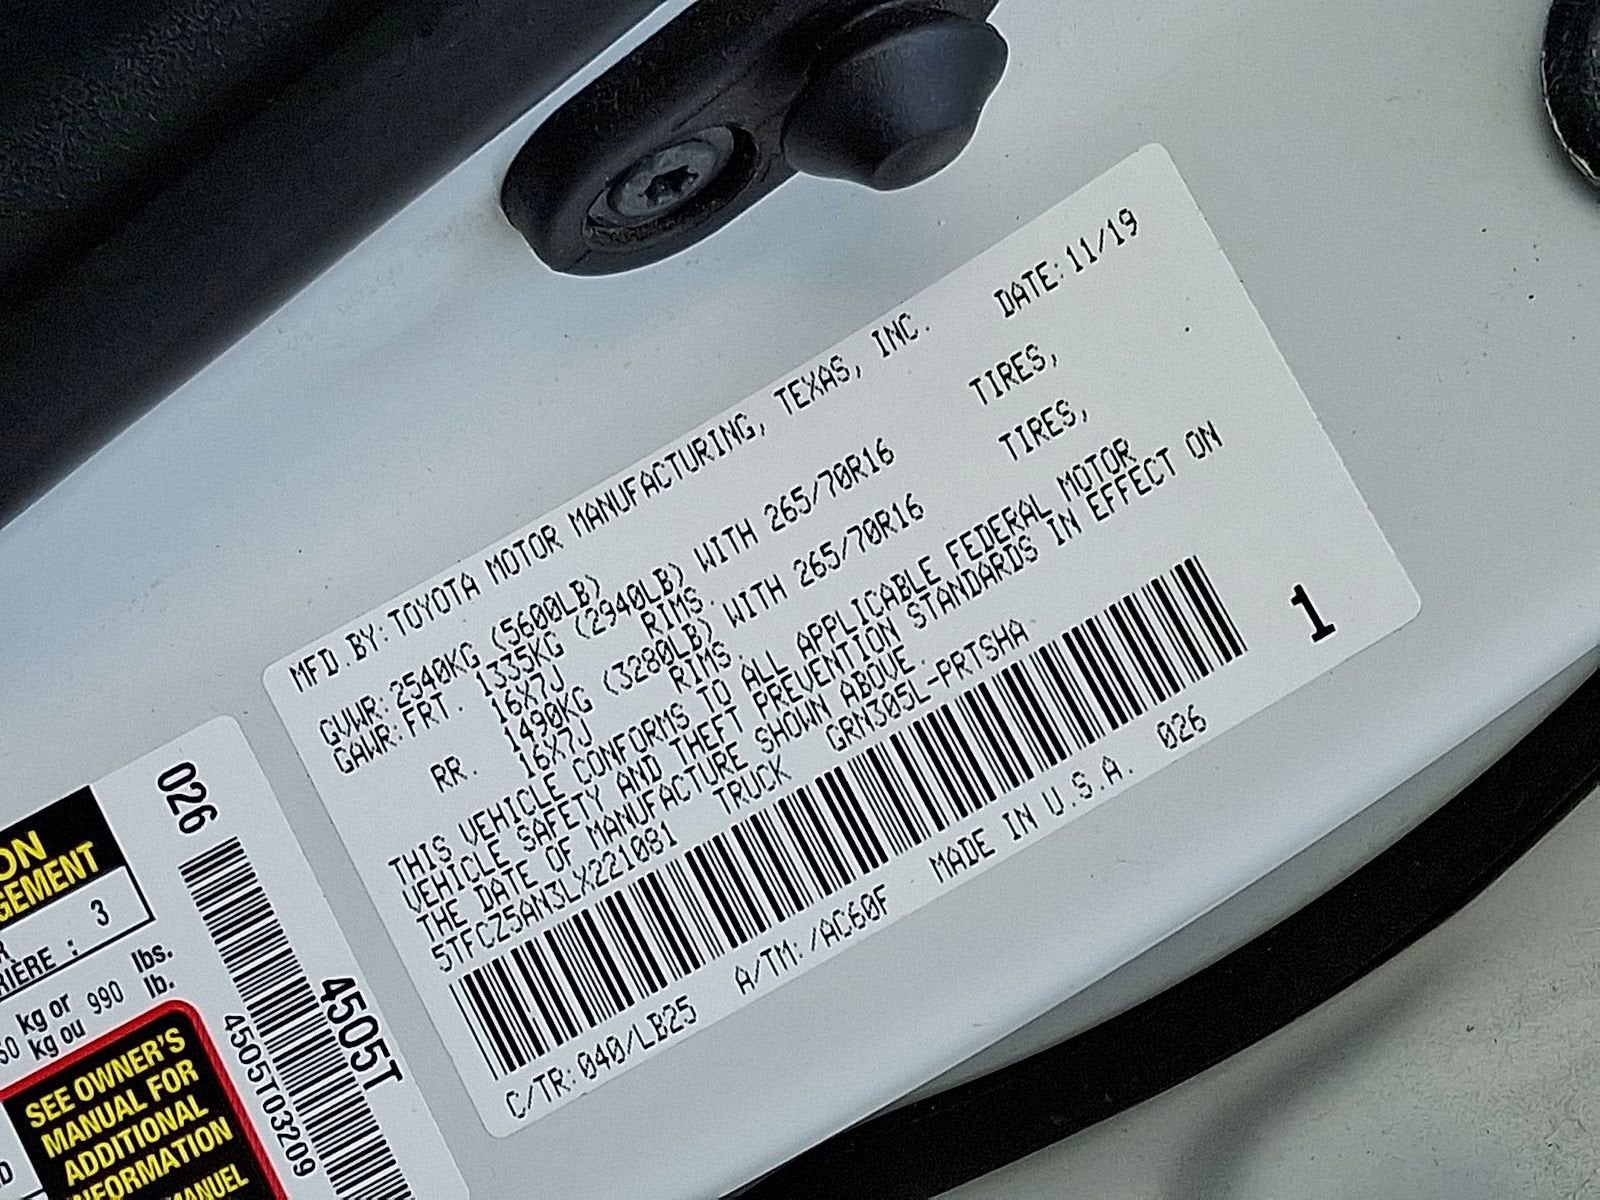 MFD.BY:TOYOTA MOTOR MANUFACTURING, TEXAS, INC. DATE:11/19
GVWR:2540KG (5600LB)
GAWR:FRT. 1335KG (2940LB) WITH 265/70R16 TIRES,
16X7J RIMS.
RR. 1490KG (3280LB) WITH 265/70R16 TIRES,
16X7J RIMS.
THIS VEHICLE CONFORMS TO ALL APPLICABLE FEDERAL MOTOR
VEHICLE SAFETY AND THEFT PREVENTION STANDARDS IN EFFECT ON
THE DATE OF MANUFACTURE SHOWN ABOVE.
5TFCZ5AN3LX221081 TRUCK GRN305L-PRTSHA
1
C/TR:040/LB25 A/TM:/AC60F MADE IN U.S.A. 026
026
4505T
4505T03209
3
RIÈRE :
kg or 990 lbs.
kg ou lb.
SEE OWNER'S
MANUAL FOR
ADDITIONAL
INFORMATION
MANUEL